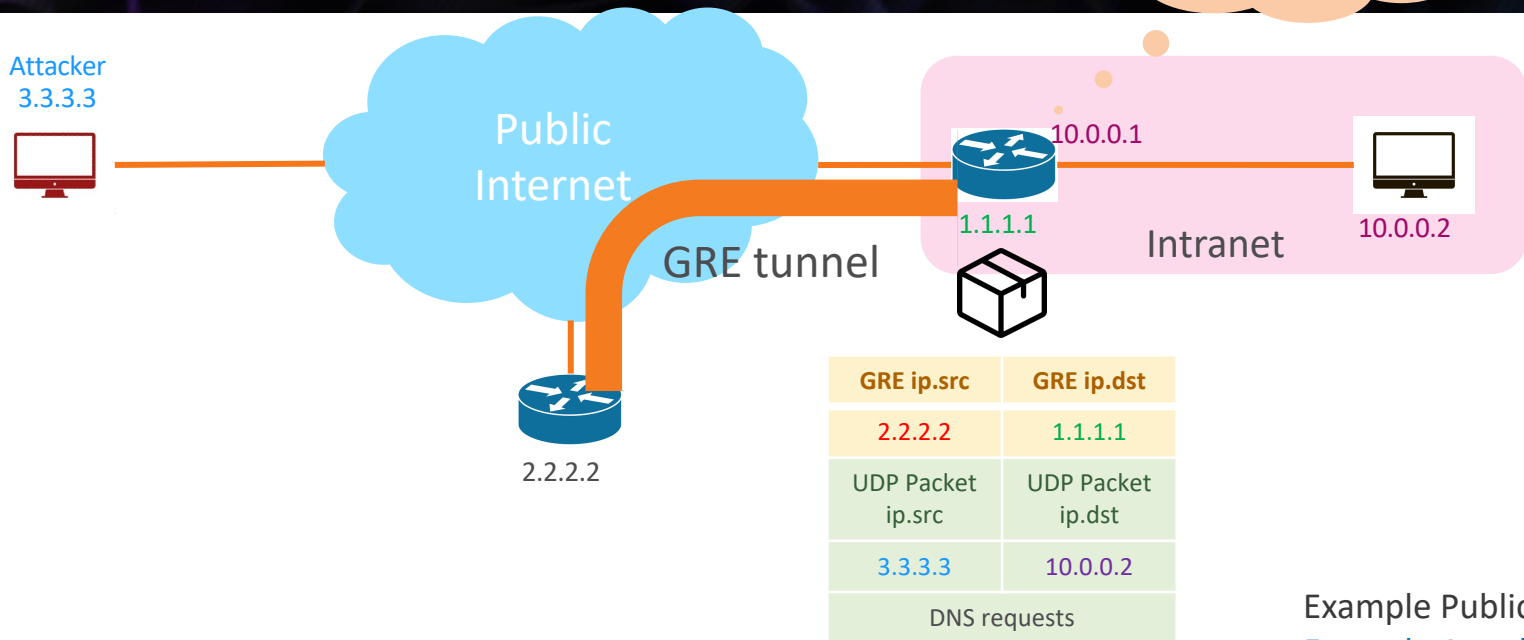 Attacker
3.3.3.3
Public
Internet
10.0.0.1
1.1.1.1
Intranet
10.0.0.2
GRE tunnel
2.2.2.2
GRE ip.src GRE ip.dst
2.2.2.2 1.1.1.1
UDP Packet UDP Packet
ip.src ip.dst
3.3.3.3 10.0.0.2
DNS requests
Example Public